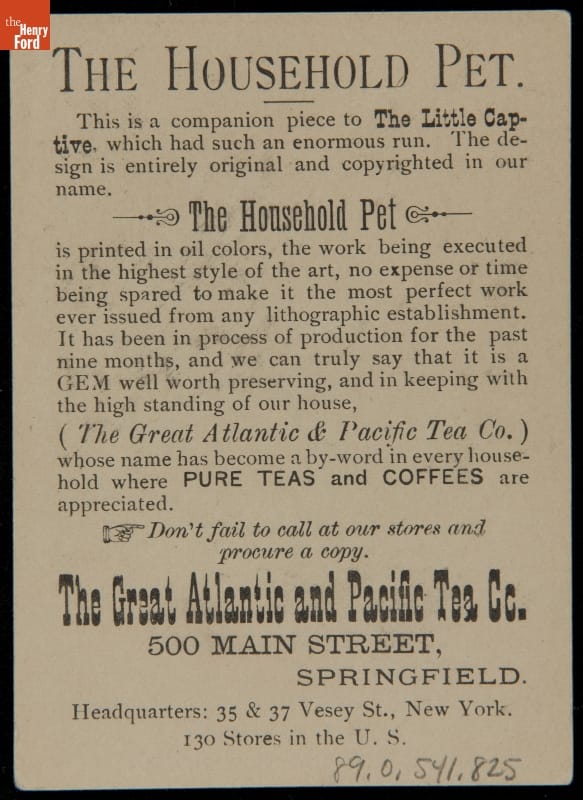 the
Henry
Ford
THE HOUSEHOLD PET.
This is a companion piece to The Little Cap-
tive, which had such an enormous run. The de-
sign is entirely original and copyrighted in our
name.
The Household Pet
is printed in oil colors, the work being executed
in the highest style of the art, no expense or time
being spared to make it the most perfect work
ever issued from any lithographic establishment.
It has been in process of production for the past
nine months, and we can truly say that it is a
GEM well worth preserving, and in keeping with
the high standing of our house,
( The Great Atlantic & Pacific Tea Co. )
whose name has become a by-word in every house-
hold where PURE TEAS and COFFEES are
appreciated.
☞ Don't fail to call at our stores and
procure a copy.
The Great Atlantic and Pacific Tea Co.
500 MAIN STREET,
SPRINGFIELD.
Headquarters: 35 & 37 Vesey St., New York.
130 Stores in the U. S.
89.0.541.825